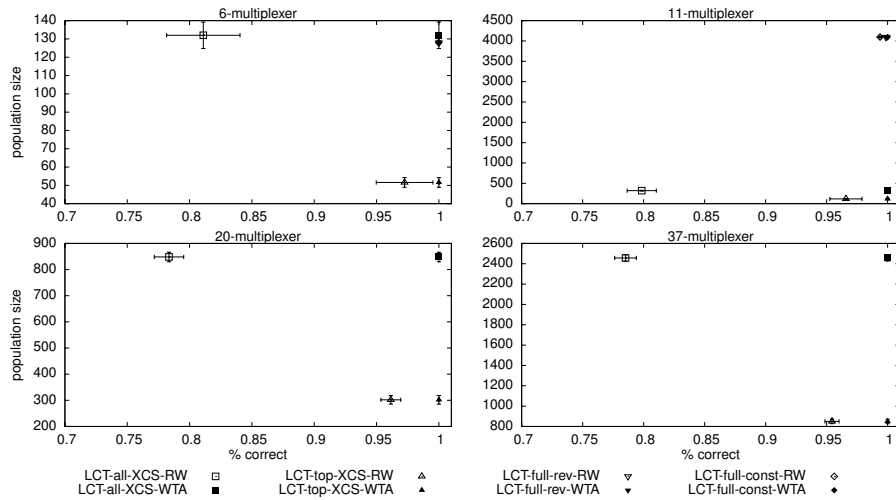 6-multiplexer
11-multiplexer
population size
130
120
110
100
90
80
70
60
50
40
0.7 0.75 0.8 0.85 0.9 0.95 1
140
4500
4000
3500
3000
2500
2000
1500
1000
500
0
0.7 0.75 0.8 0.85 0.9 0.95 1
20-multiplexer
37-multiplexer
population size
900
800
700
600
500
400
300
200
0.7 0.75 0.8 0.85 0.9 0.95 1
% correct
2600
2400
2200
2000
1800
1600
1400
1200
1000
800
0.7 0.75 0.8 0.85 0.9 0.95 1
% correct
LCT-all-XCS-RW LCT-top-XCS-RW LCT-full-rev-RW LCT-full-const-RW
LCT-all-XCS-WTA LCT-top-XCS-WTA LCT-full-rev-WTA LCT-full-const-WTA